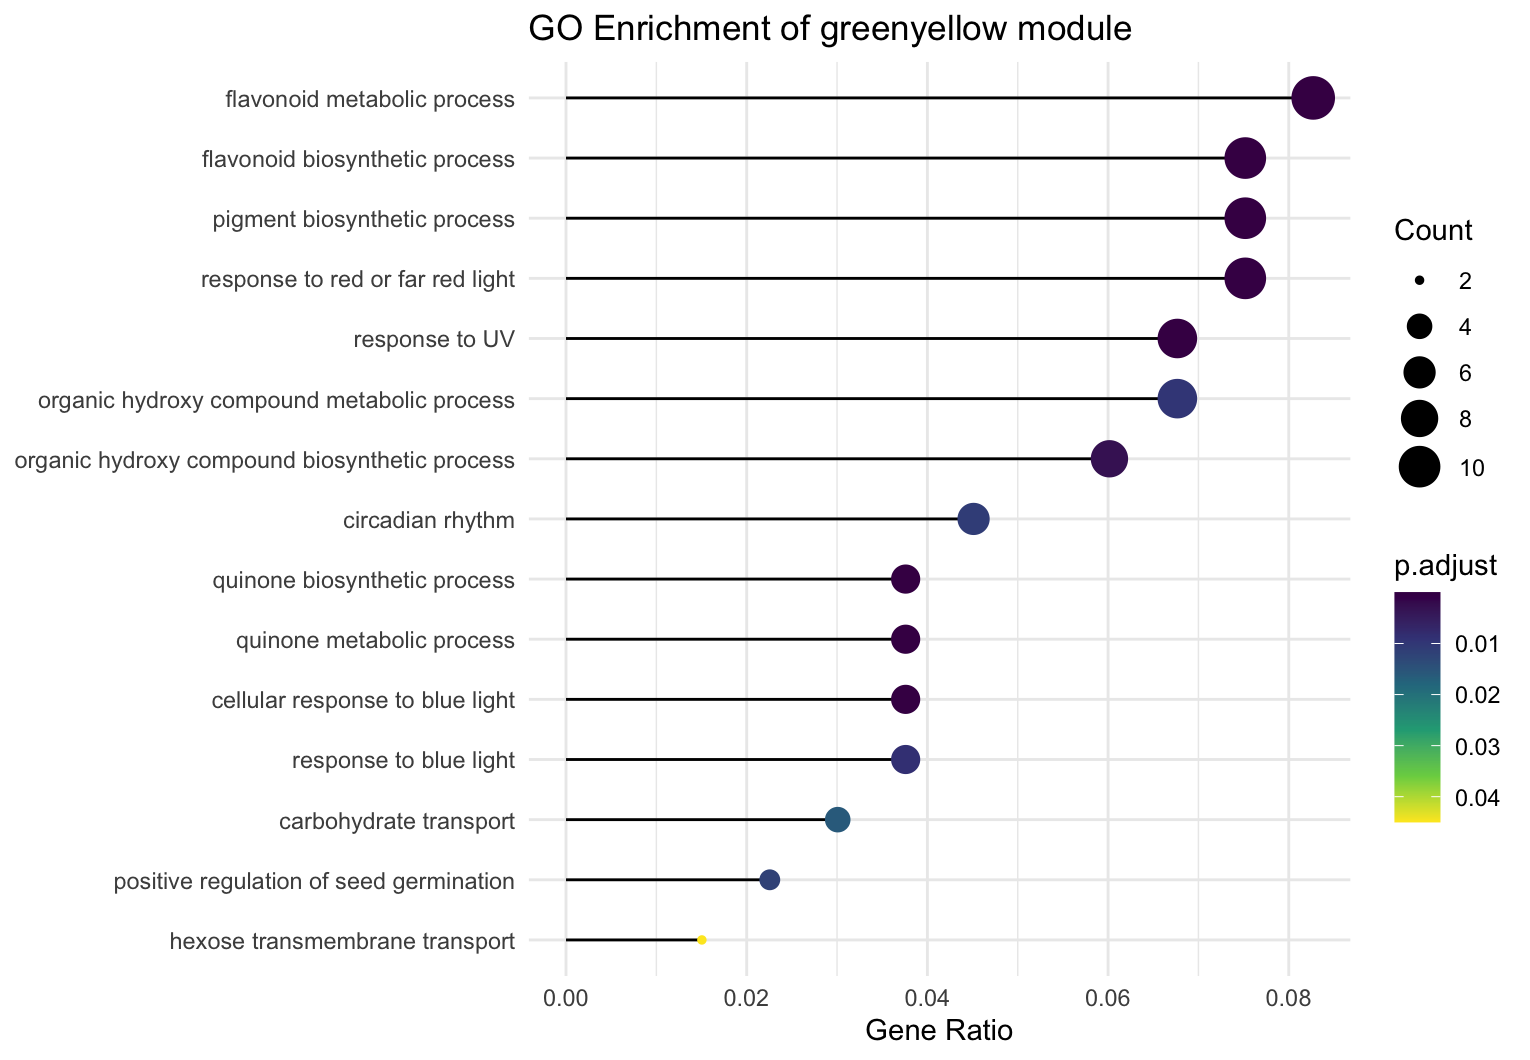 GO Enrichment of greenyellow module
flavonoid metabolic process
flavonoid biosynthetic process
pigment biosynthetic process
response to red or far red light
response to UV
organic hydroxy compound metabolic process
organic hydroxy compound biosynthetic process
circadian rhythm
quinone biosynthetic process
quinone metabolic process
cellular response to blue light
response to blue light
carbohydrate transport
positive regulation of seed germination
hexose transmembrane transport
0.00 0.02 0.04 0.06 0.08
Gene Ratio
Count
2
4
6
8
10
p.adjust
0.01
0.02
0.03
0.04